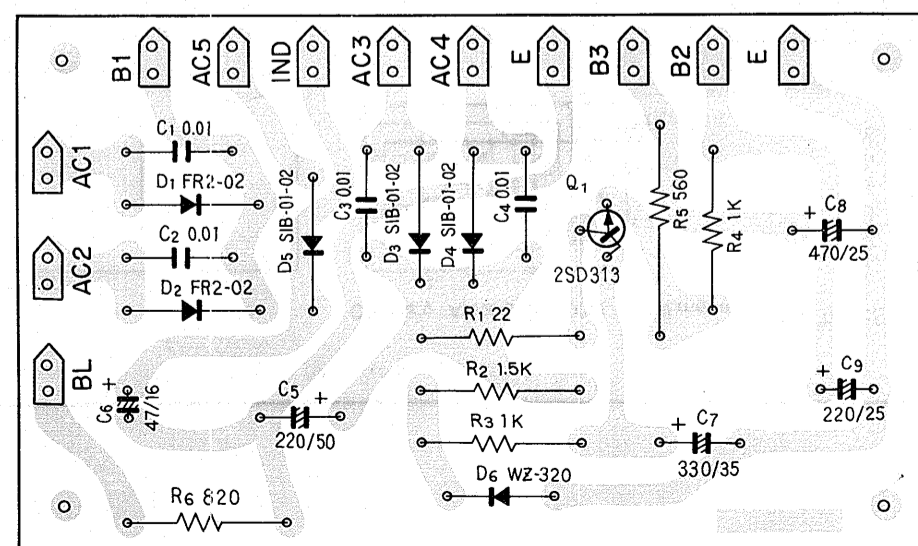 B1
AC5
IND
AC3
AC4
E
B3
B2
E
AC1
C1 0.01
D1 FR2-02
AC2
C2 0.01
D2 FR2-02
D5 SIB-01-02
C3 0.01
D3 SIB-01-02
D4 SIB-01-02
C4 0.01
Q1
2SD313
R5 560
R4 1K
C8
470/25
BL
C6 47/16
C5
220/50
R1 22
R2 1.5K
R3 1K
D6 WZ-320
C7
330/35
C9
220/25
R6 820